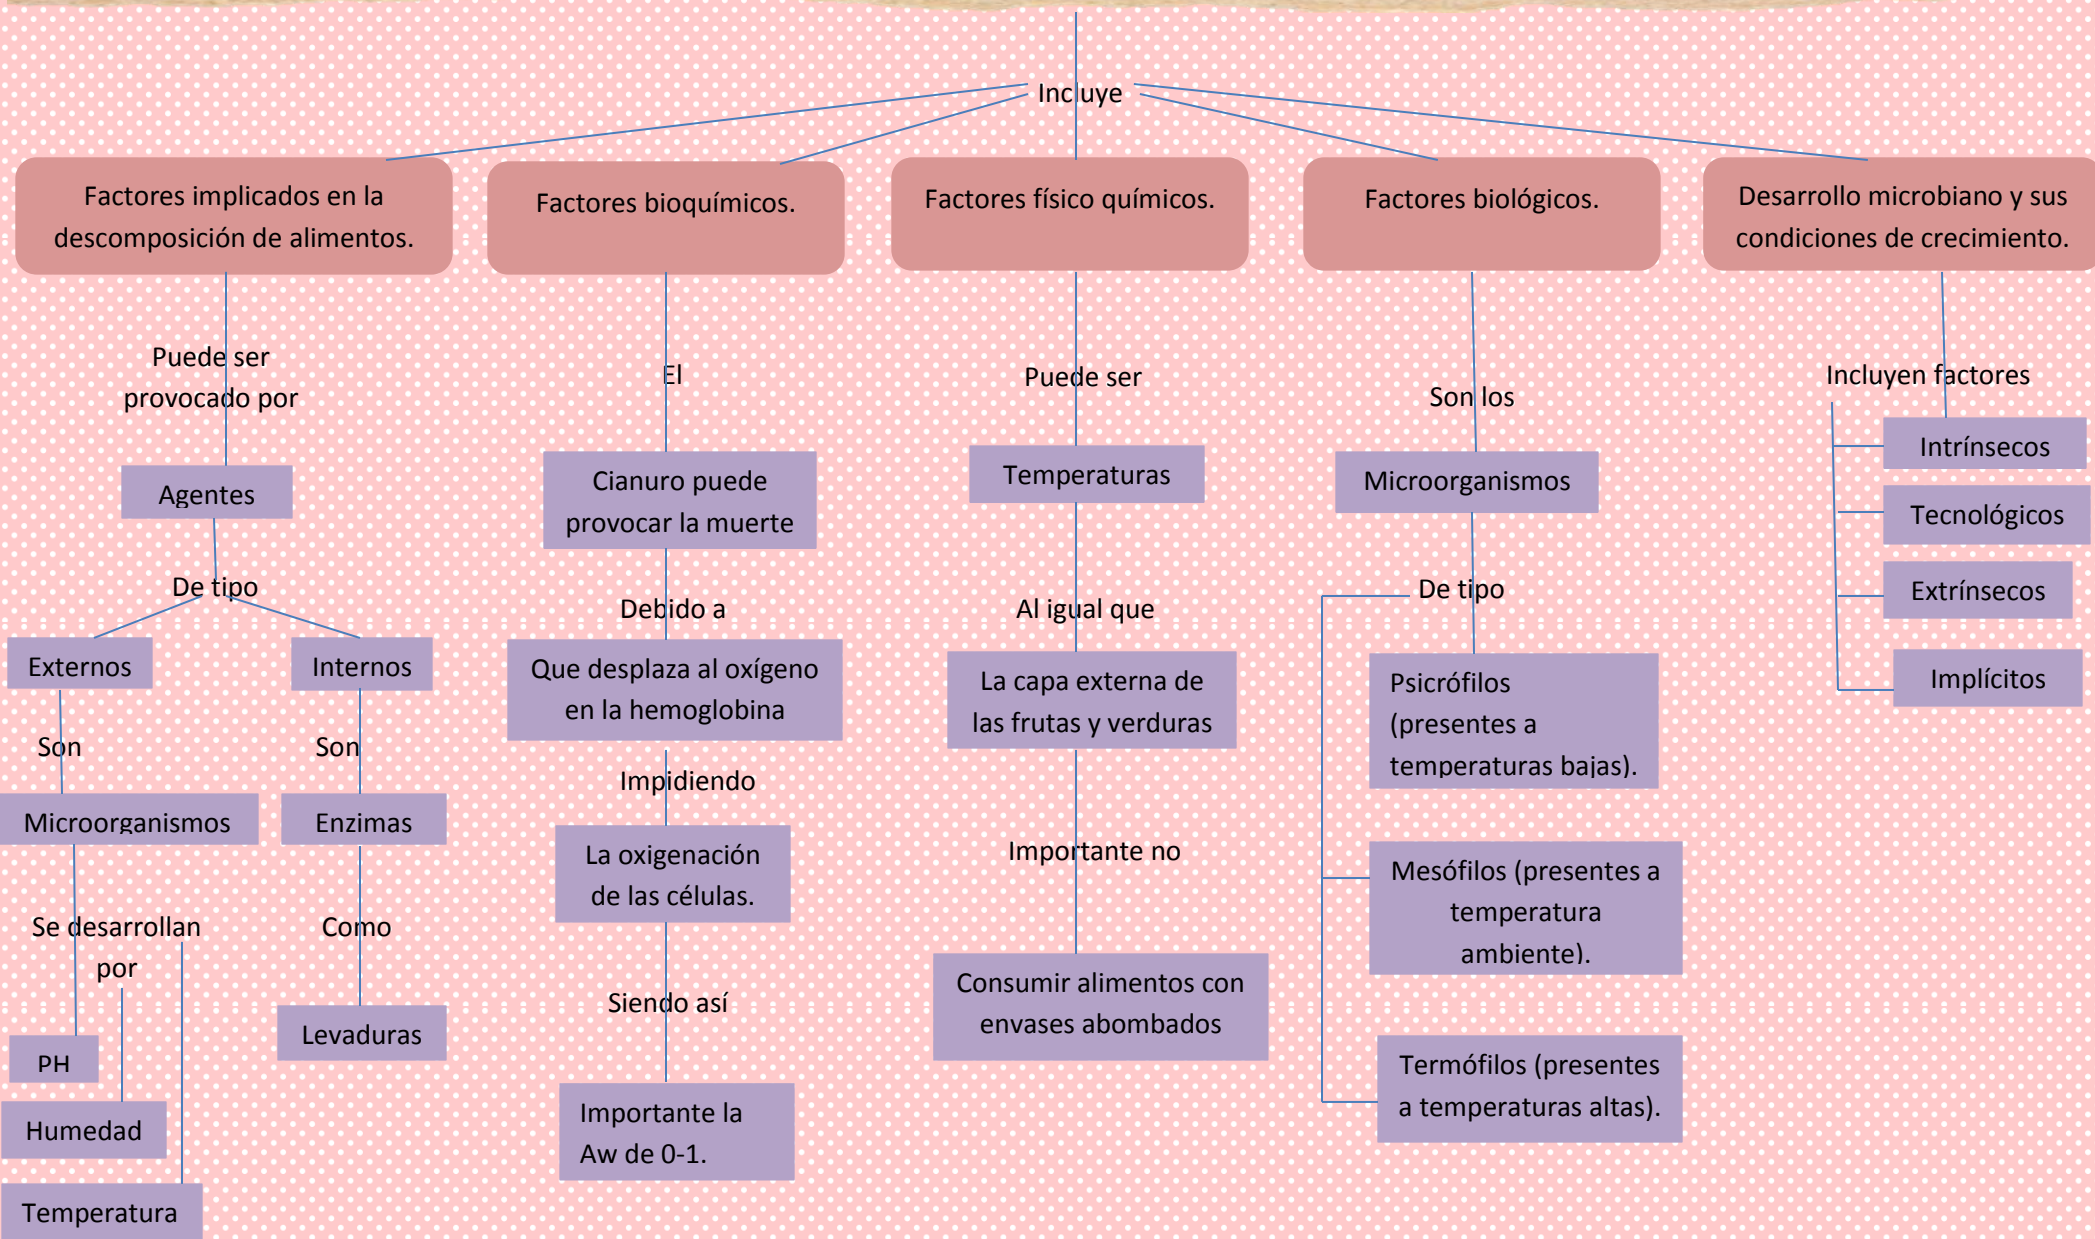 Incluye
Factores implicados en la
descomposición de alimentos.
Puede ser
provocado por
Agentes
De tipo
Externos
Son
Microorganismos
Se desarrollan
por
PH
Humedad
Temperatura
Internos
Son
Enzimas
Como
Levaduras
Factores bioquímicos.
El
Cianuro puede
provocar la muerte
Debido a
Que desplaza al oxígeno
en la hemoglobina
Impidiendo
La oxigenación
de las células.
Siendo así
Importante la
Aw de 0-1.
Factores físico químicos.
Puede ser
Temperaturas
Al igual que
La capa externa de
las frutas y verduras
Importante no
Consumir alimentos con
envases abombados
Factores biológicos.
Son los
Microorganismos
De tipo
Psicrófilos
(presentes a
temperaturas bajas).
Mesófilos (presentes a
temperatura
ambiente).
Termófilos (presentes
a temperaturas altas).
Desarrollo microbiano y sus
condiciones de crecimiento.
Incluyen factores
Intrínsecos
Tecnológicos
Extrínsecos
Implícitos